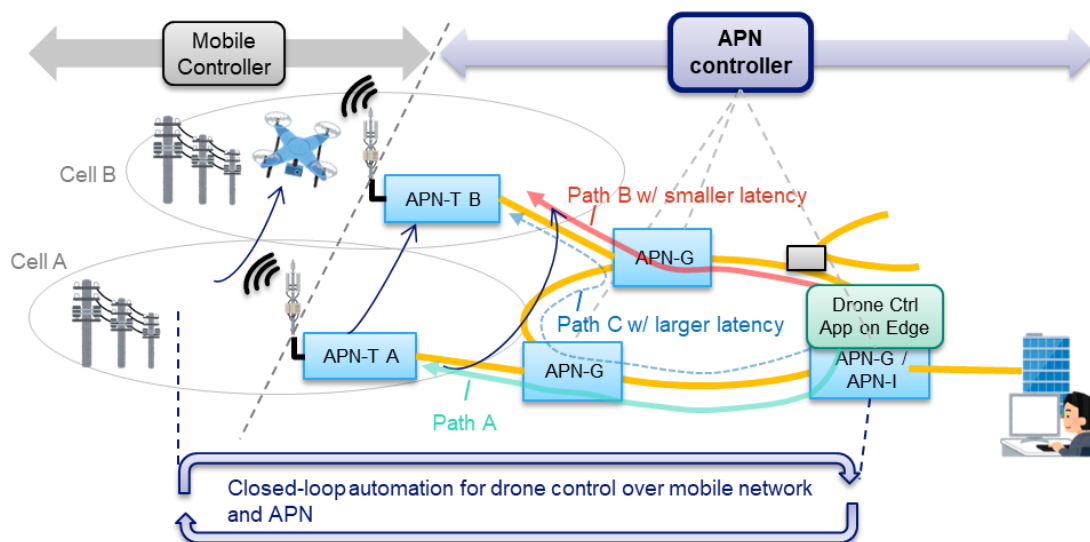 Mobile
Controller
APN
controller
Cell B
APN-T B
Path B w/ smaller latency
APN-G
Cell A
Drone Ctrl
App on Edge
Path C w/ larger latency
APN-T A
APN-G
APN-G /
APN-I
Path A
Closed-loop automation for drone control over mobile network
and APN